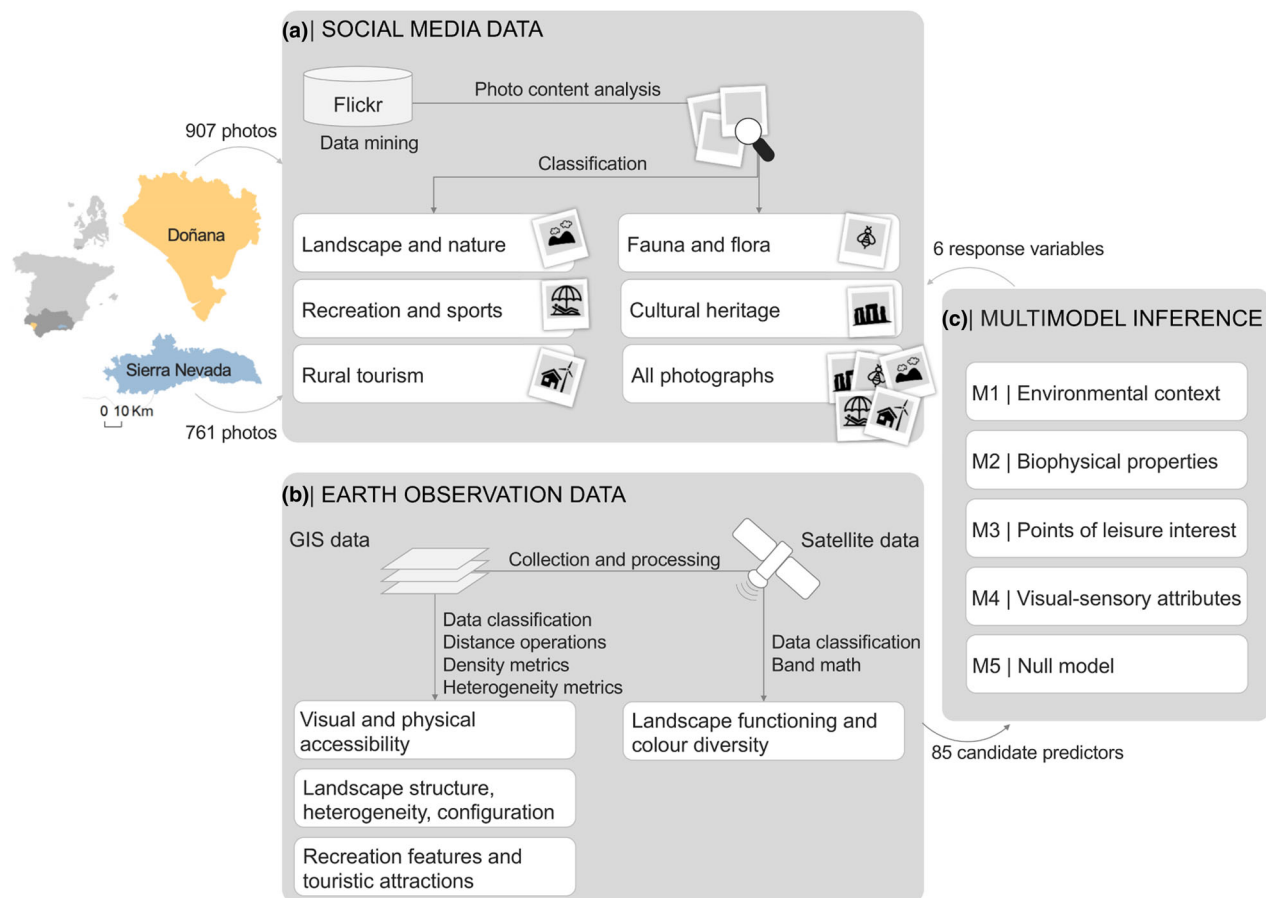 (a)| SOCIAL MEDIA DATA
Flickr
Data mining
Photo content analysis
Classification
907 photos
Doñana
Sierra Nevada
0 10 Km
761 photos
Landscape and nature
Fauna and flora
Recreation and sports
Cultural heritage
Rural tourism
All photographs
6 response variables
(b)| EARTH OBSERVATION DATA
GIS data
Collection and processing
Satellite data
Data classification
Distance operations
Density metrics
Heterogeneity metrics
Data classification
Band math
Visual and physical
accessibility
Landscape structure,
heterogeneity, configuration
Recreation features and
touristic attractions
Landscape functioning and
colour diversity
85 candidate predictors
(c)| MULTIMODEL INFERENCE
M1 | Environmental context
M2 | Biophysical properties
M3 | Points of leisure interest
M4 | Visual-sensory attributes
M5 | Null model